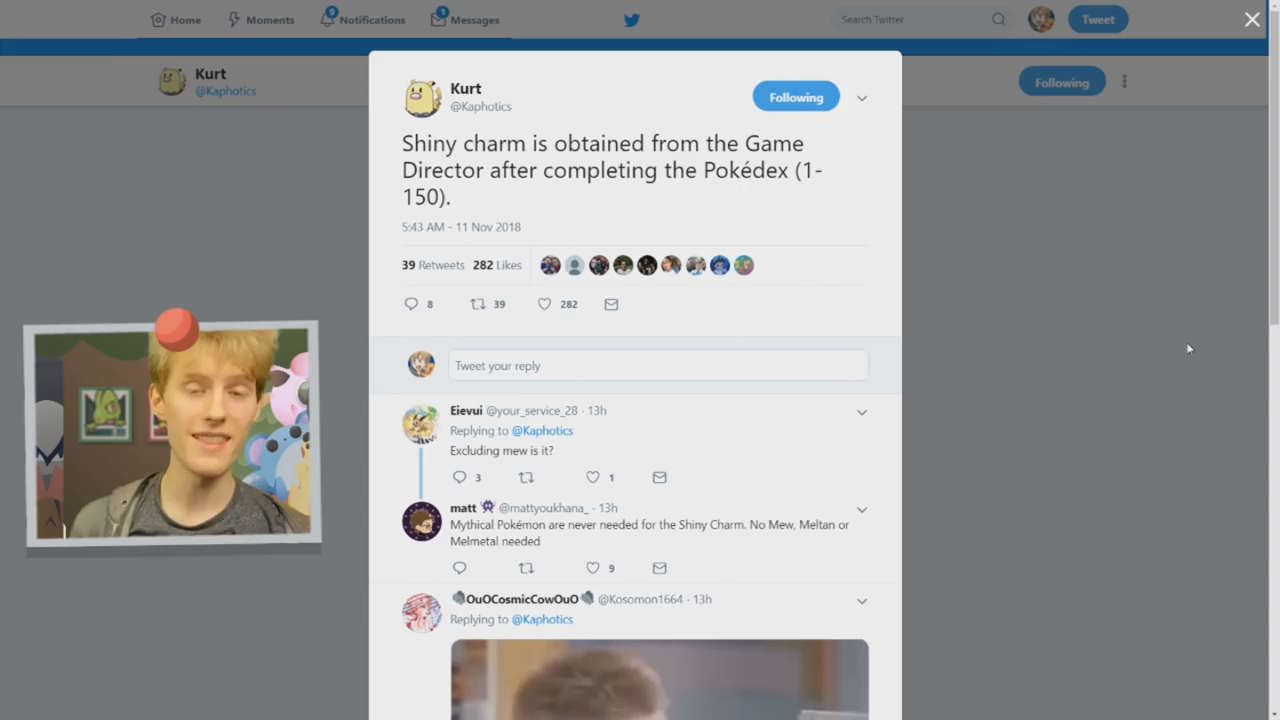 Home
Moments
9
Notifications
1
Messages
Search Twitter
Tweet
Kurt
@Kaphotics
Following
Kurt
@Kaphotics
Following
Shiny charm is obtained from the Game
Director after completing the Pokédex (1-
150).
5:43 AM - 11 Nov 2018
39 Retweets 282 Likes
8
39
282
Tweet your reply
Eievui @your_service_28 · 13h
Replying to @Kaphotics
Excluding mew is it?
3
1
matt @mattyoukhana_ · 13h
Mythical Pokémon are never needed for the Shiny Charm. No Mew, Meltan or
Melmetal needed
9
OuOCosmicCowOuO @Kosomon1664 · 13h
Replying to @Kaphotics